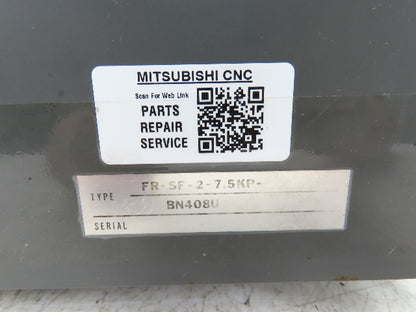 MITSUBISHI CNC
Scan For Web Link
PARTS
REPAIR
SERVICE
TYPE FR-SF-2-7.5KP-
BN408U
SERIAL